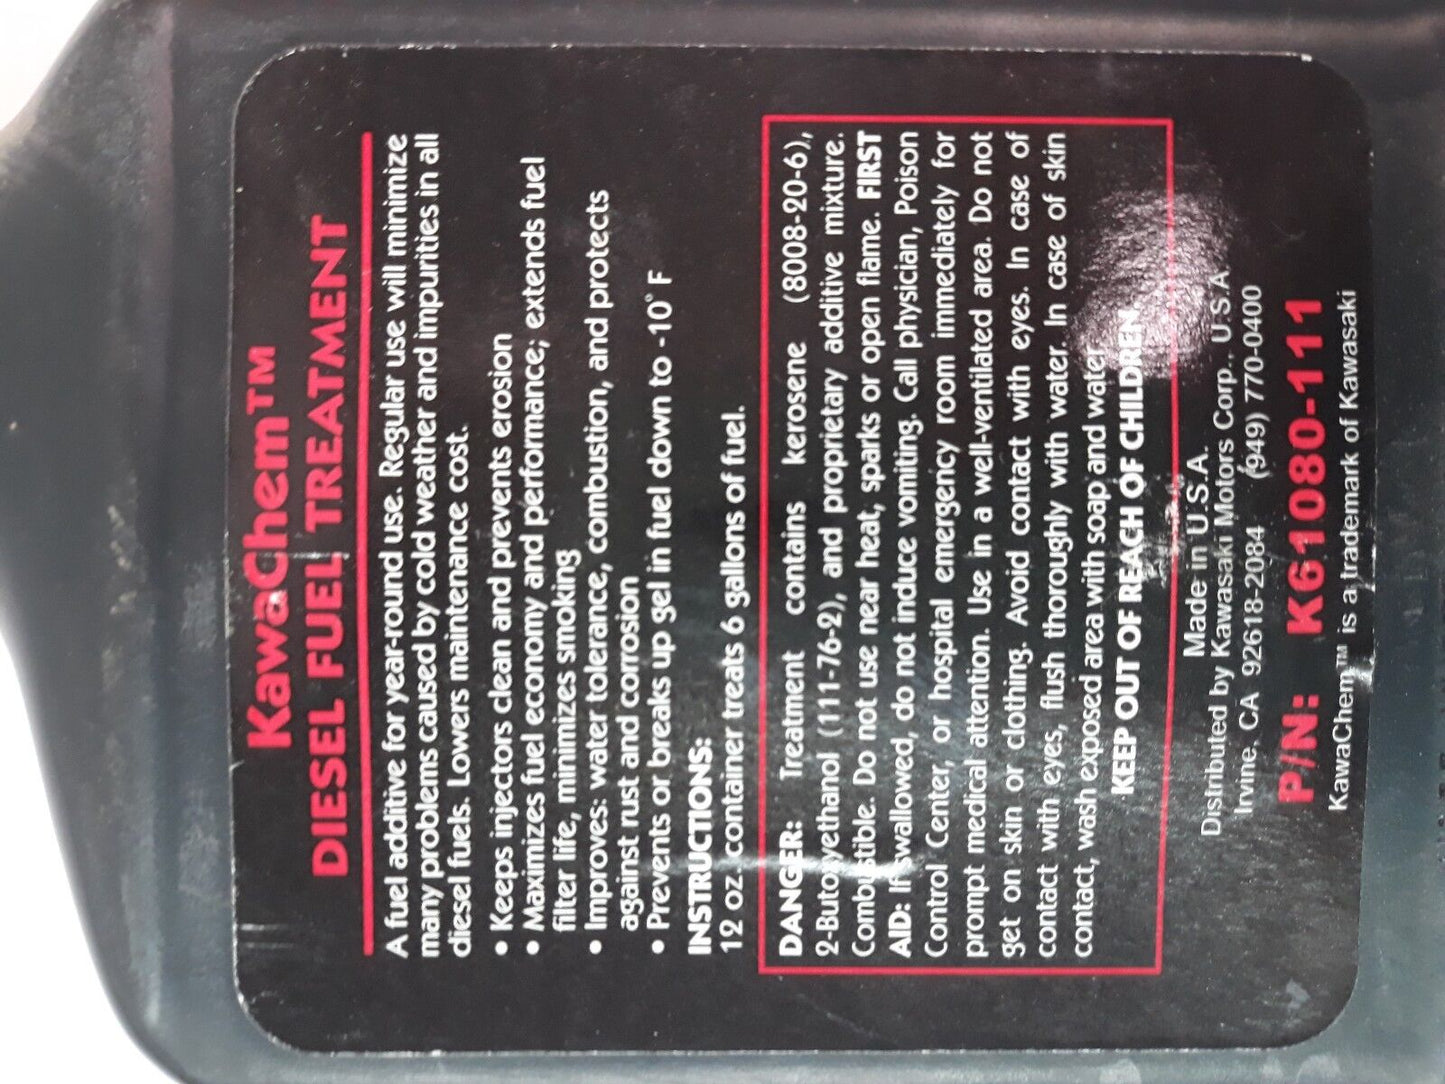 KawaChem™
DIESEL FUEL TREATMENT
A fuel additive for year-round use. Regular use will minimize
many problems caused by cold weather and impurities in all
diesel fuels. Lowers maintenance cost.
• Keeps injectors clean and prevents erosion
• Maximizes fuel economy and performance; extends fuel
filter life, minimizes smoking
• Improves: water tolerance, combustion, and protects
against rust and corrosion
• Prevents or breaks up gel in fuel down to -10° F
INSTRUCTIONS:
12 oz. container treats 6 gallons of fuel.
DANGER: Treatment contains kerosene (8008-20-6),
2-Butoxyethanol (111-76-2), and proprietary additive mixture.
Combustible. Do not use near heat, sparks or open flame. FIRST
AID: If swallowed, do not induce vomiting. Call physician, Poison
Control Center, or hospital emergency room immediately for
prompt medical attention. Use in a well-ventilated area. Do not
get on skin or clothing. Avoid contact with eyes. In case of
contact with eyes, flush thoroughly with water. In case of skin
contact, wash exposed area with soap and water.
KEEP OUT OF REACH OF CHILDREN.
Made in U.S.A.
Distributed by Kawasaki Motors Corp., U.S.A.
Irvine, CA 92618-2084 (949) 770-0400
P/N: K61080-111
KawaChem™ is a trademark of Kawasaki